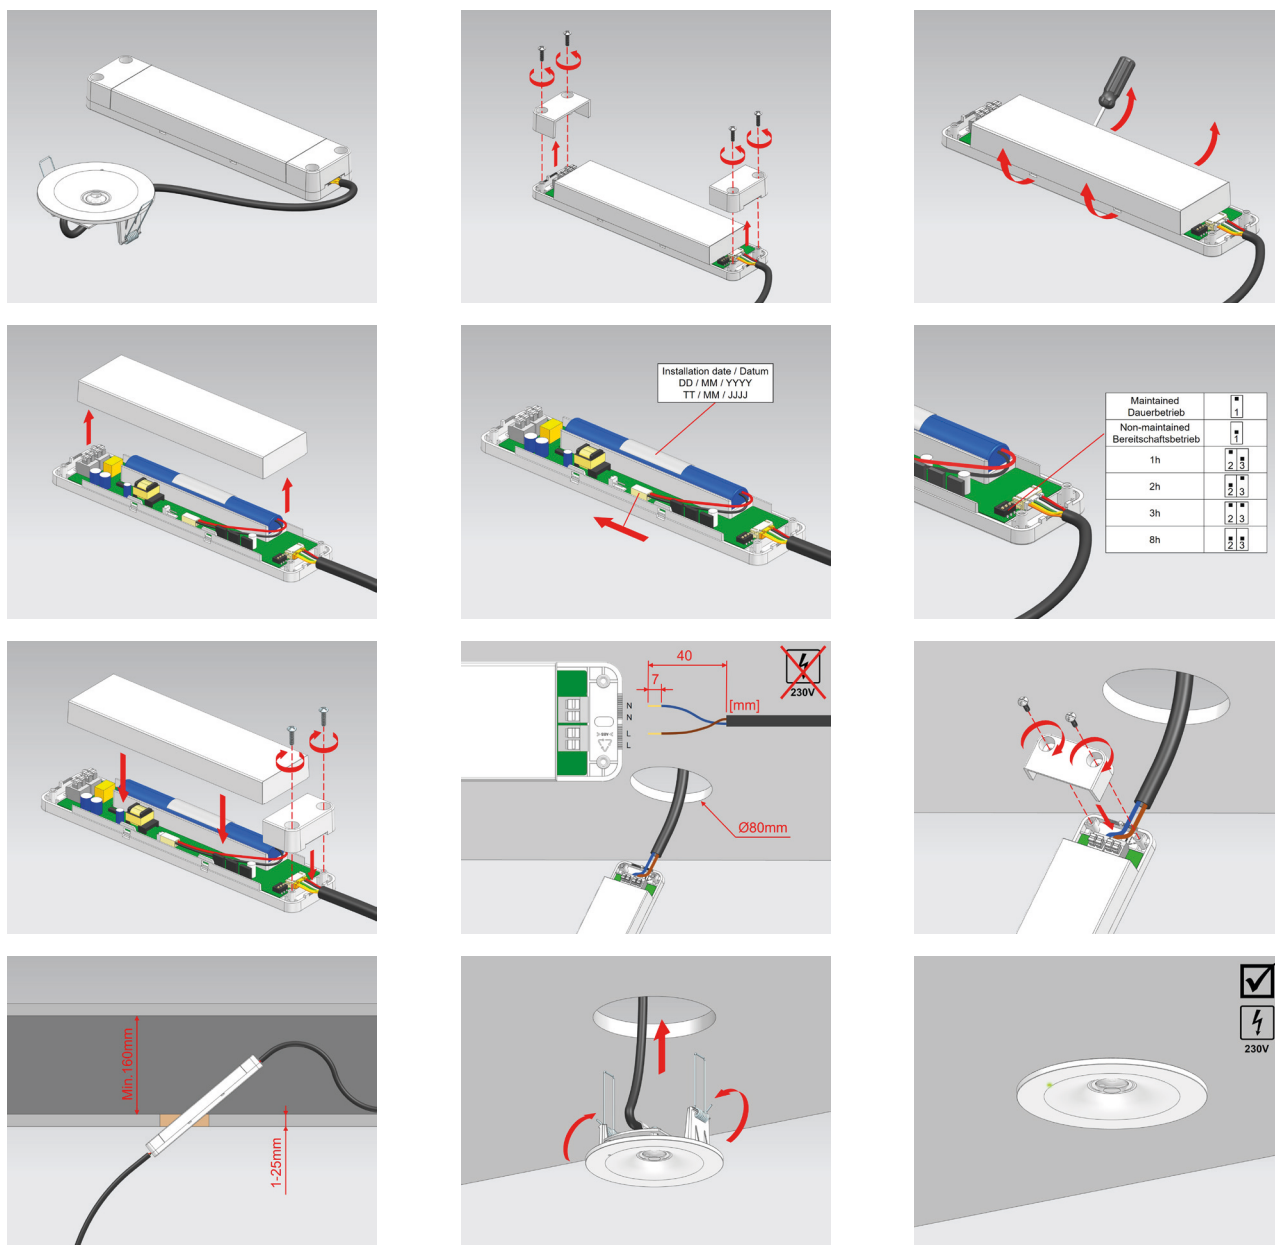 Installation date / Datum
DD / MM / YYYY
TT / MM / JJJJ
Maintained
Dauerbetrieb
1
Non-maintained
Bereitschaftsbetrieb
1
1h
2 3
2h
2 3
3h
2 3
8h
2 3
40
7
[mm]
230V
N
N
L
L
Ø80mm
Min.160mm
1-25mm
230V